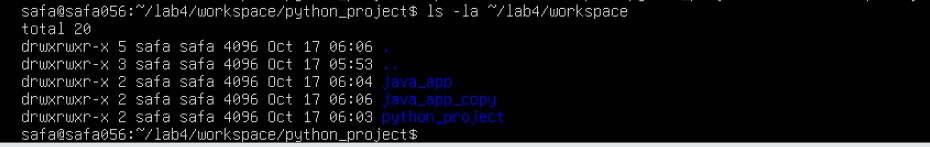 safa@safa056:~/lab4/workspace/python_project$ ls -la ~/lab4/workspace
total 20
drwxrwxr-x 5 safa safa 4096 Oct 17 06:06 .
drwxrwxr-x 3 safa safa 4096 Oct 17 05:53 ..
drwxrwxr-x 2 safa safa 4096 Oct 17 06:04 java_app
drwxrwxr-x 2 safa safa 4096 Oct 17 06:06 java_app_copy
drwxrwxr-x 2 safa safa 4096 Oct 17 06:03 python_project
safa@safa056:~/lab4/workspace/python_project$